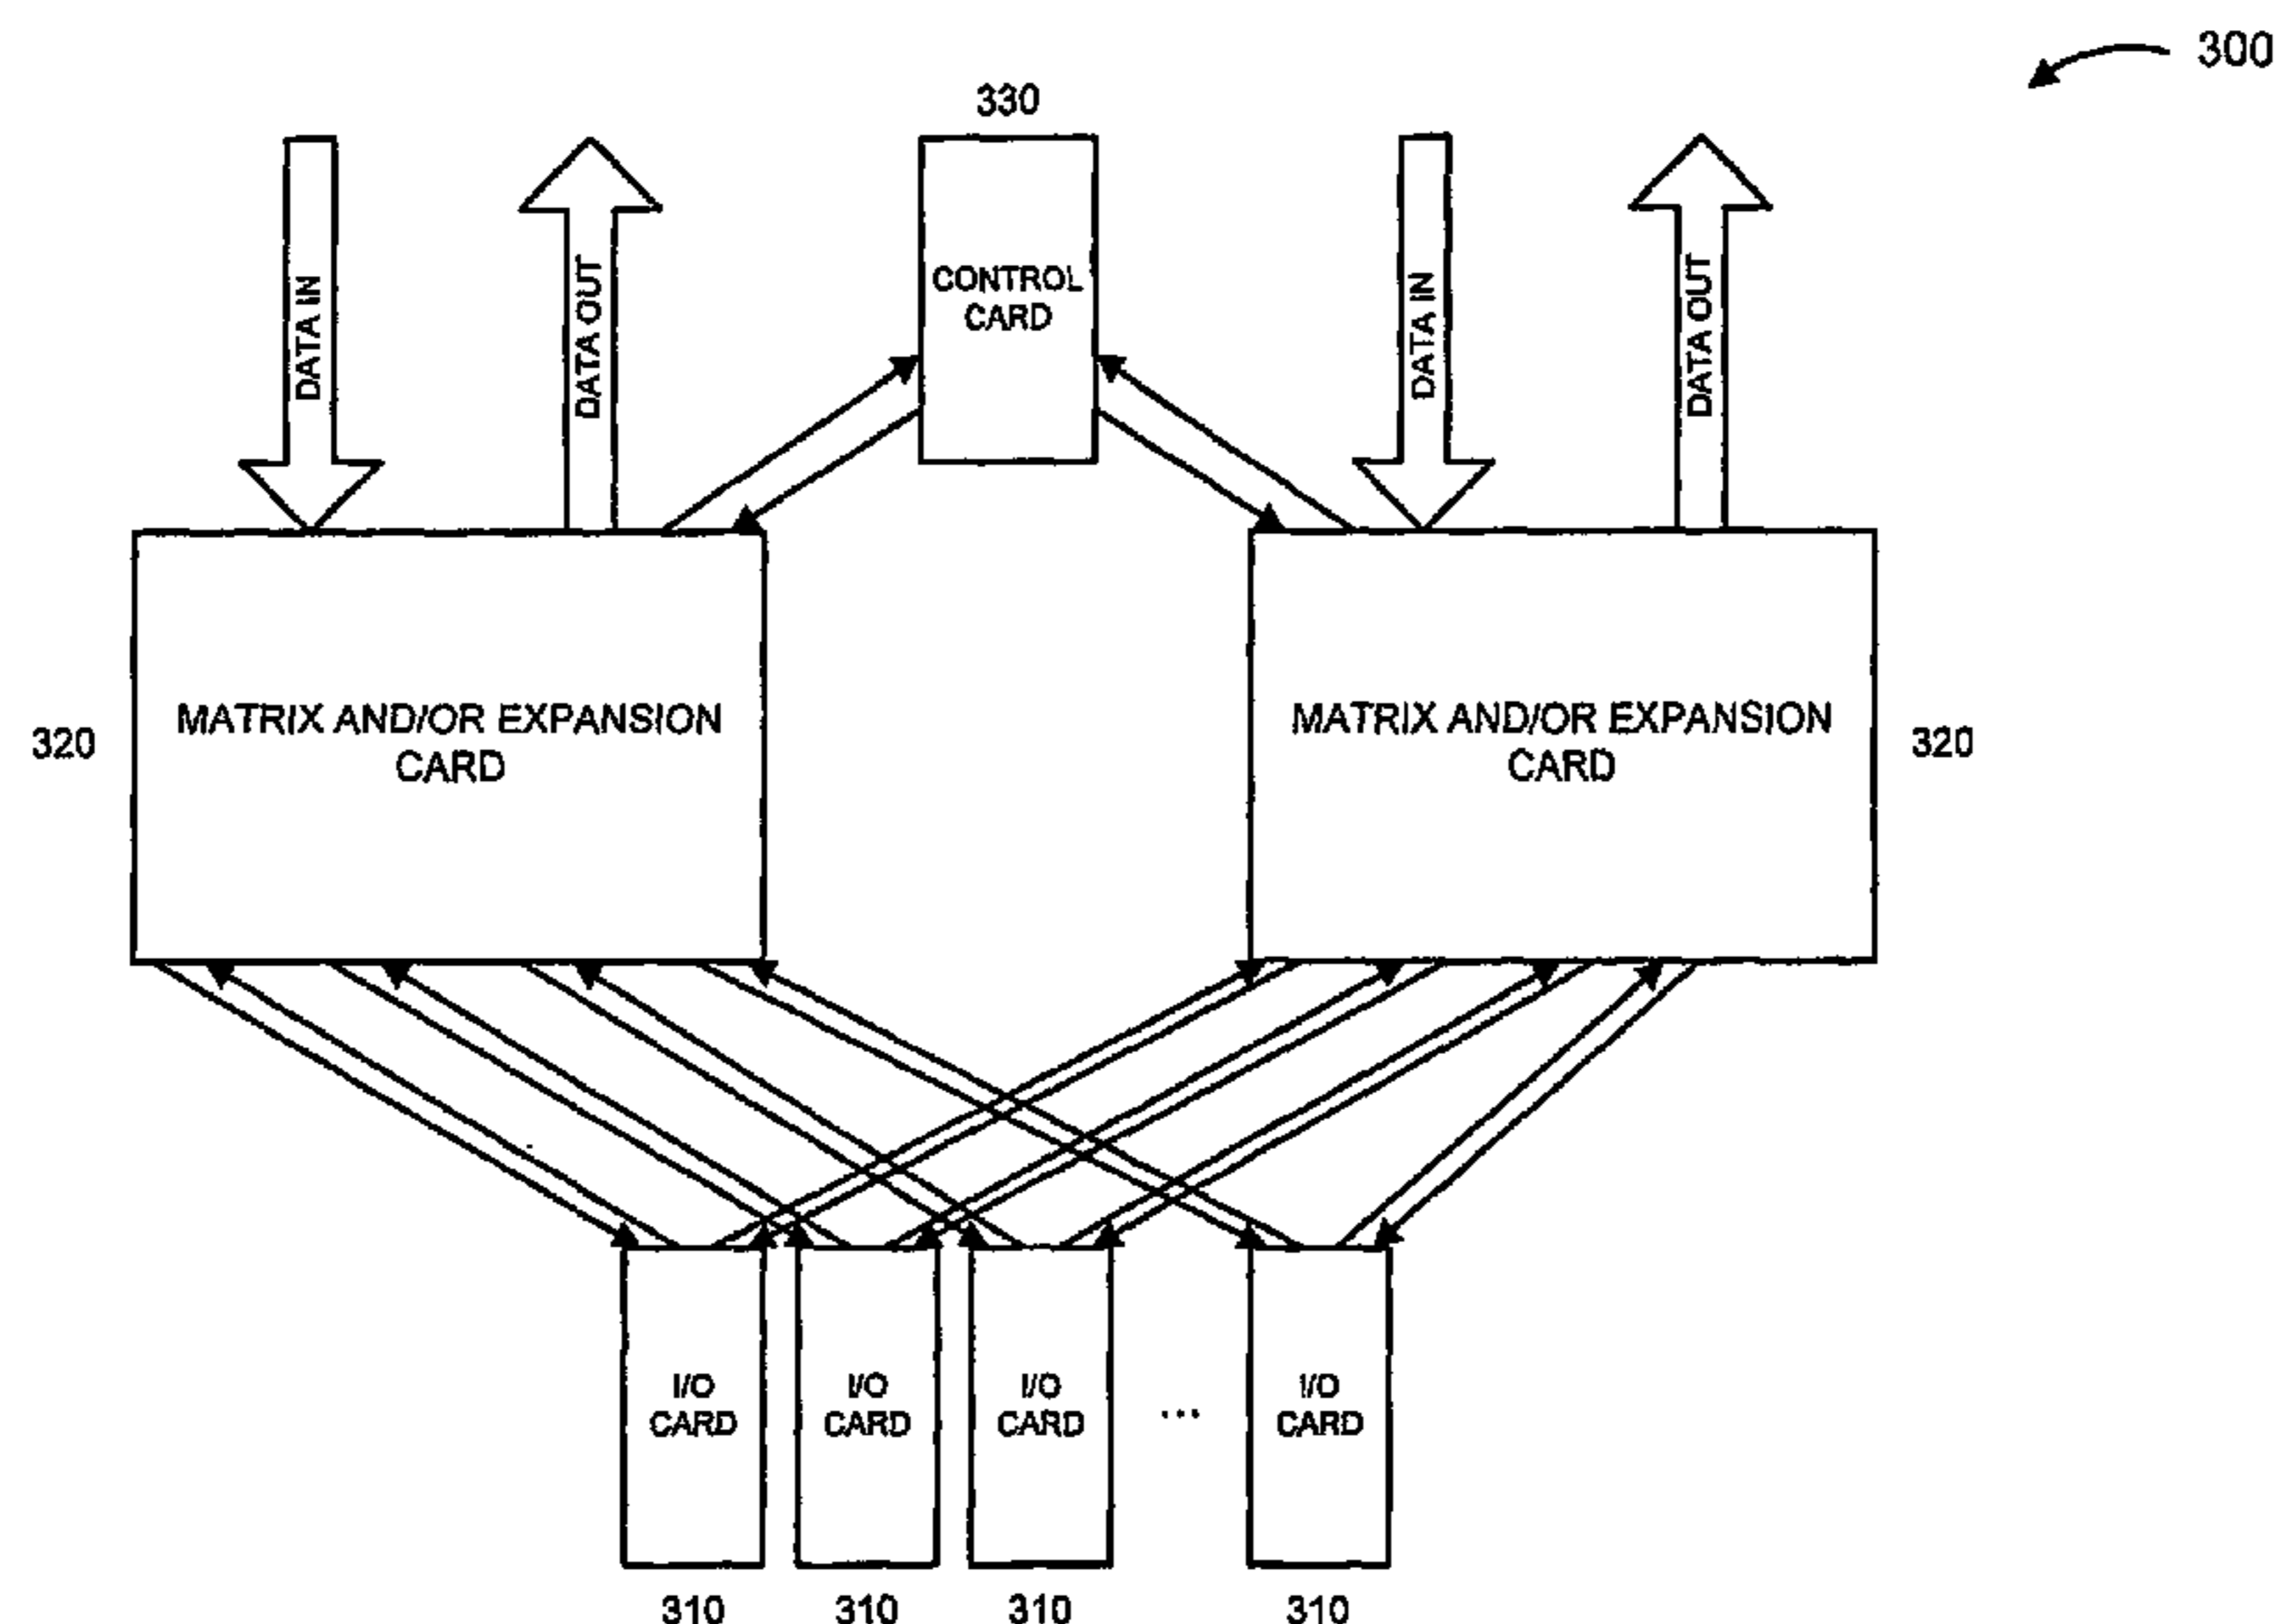 300
330
DATA IN
DATA OUT
CONTROL
CARD
DATA IN
DATA OUT
320
MATRIX AND/OR EXPANSION
CARD
MATRIX AND/OR EXPANSION
CARD
320
I/O
CARD
I/O
CARD
I/O
CARD
...
I/O
CARD
310
310
310
310